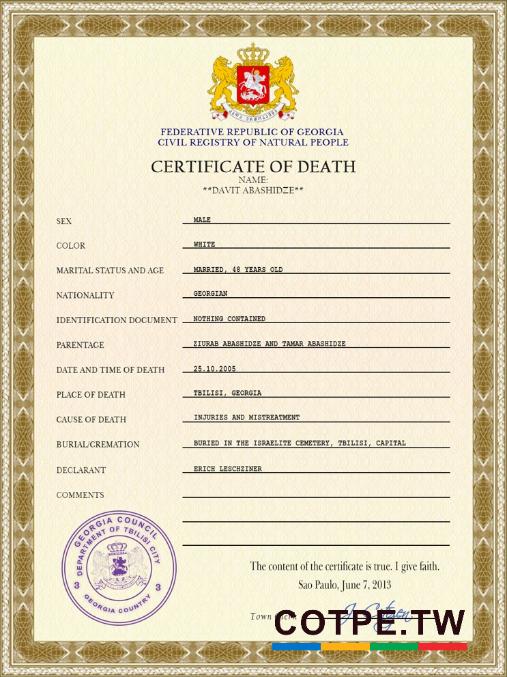 FEDERATIVE REPUBLIC OF GEORGIA
CIVIL REGISTRY OF NATURAL PEOPLE
CERTIFICATE OF DEATH
NAME:
**DAVIT ABASHIDZE**
SEX MALE
COLOR WHITE
MARITAL STATUS AND AGE MARRIED, 48 YEARS OLD
NATIONALITY GEORGIAN
IDENTIFICATION DOCUMENT NOTHING CONTAINED
PARENTAGE ZIURAB ABASHIDZE AND TAMAR ABASHIDZE
DATE AND TIME OF DEATH 25.10.2005
PLACE OF DEATH TBILISI, GEORGIA
CAUSE OF DEATH INJURIES AND MISTREATMENT
BURIAL/CREMATION BURIED IN THE ISRAELITE CEMETERY, TBILISI, CAPITAL
DECLARANT ERICH LESCHZINER
COMMENTS
GEORGIA COUNCIL
DEPARTMENT OF TBILISI CITY
3 3
GEORGIA COUNTRY
The content of the certificate is true. I give faith.
Sao Paulo, June 7, 2013
Town
COTPE.TW